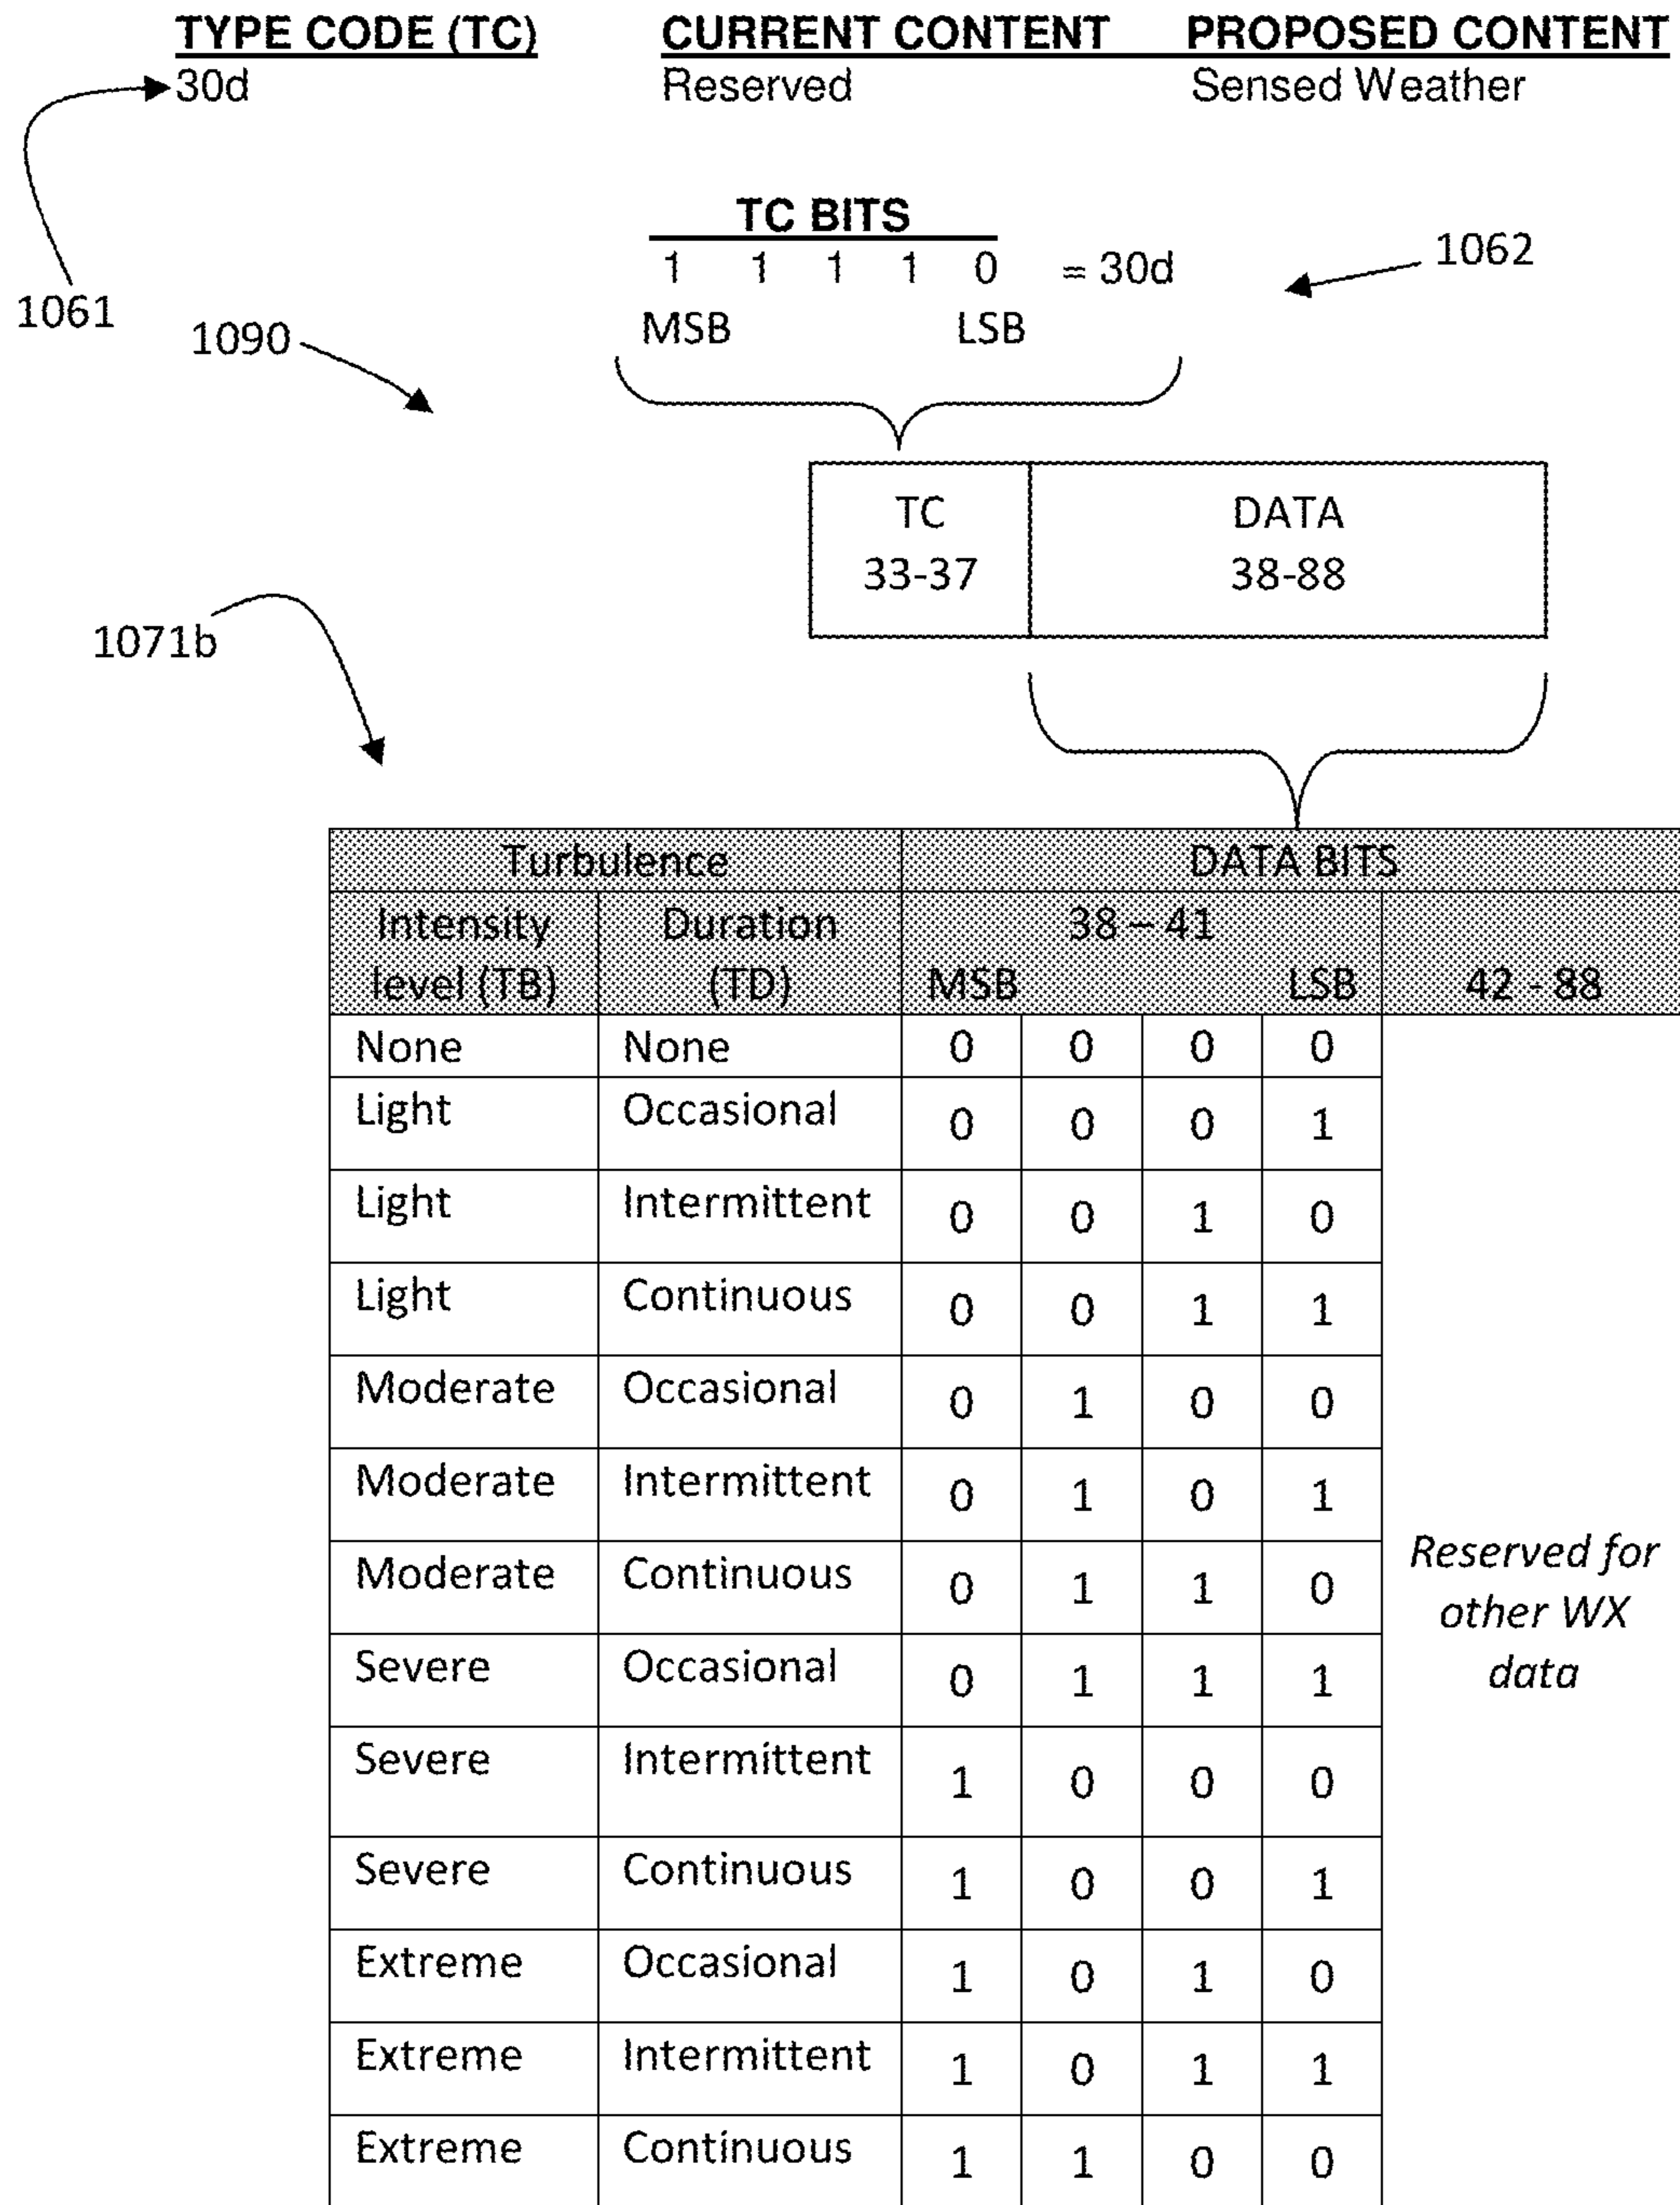 TYPE CODE (TC) CURRENT CONTENT PROPOSED CONTENT
30d Reserved Sensed Weather
TC BITS
1 1 1 1 0 = 30d
1062
1061
MSB LSB
1090
TC DATA
33-37 38-88
1071b
Turbulence DATA BITS
Intensity Duration 38 – 41
level (TB) (TD) MSB LSB 42 - 88
None None 0 0 0 0
Light Occasional 0 0 0 1
Light Intermittent 0 0 1 0
Light Continuous 0 0 1 1
Moderate Occasional 0 1 0 0
Moderate Intermittent 0 1 0 1
Moderate Continuous 0 1 1 0
Reserved for
other WX
data
Severe Occasional 0 1 1 1
Severe Intermittent 1 0 0 0
Severe Continuous 1 0 0 1
Extreme Occasional 1 0 1 0
Extreme Intermittent 1 0 1 1
Extreme Continuous 1 1 0 0